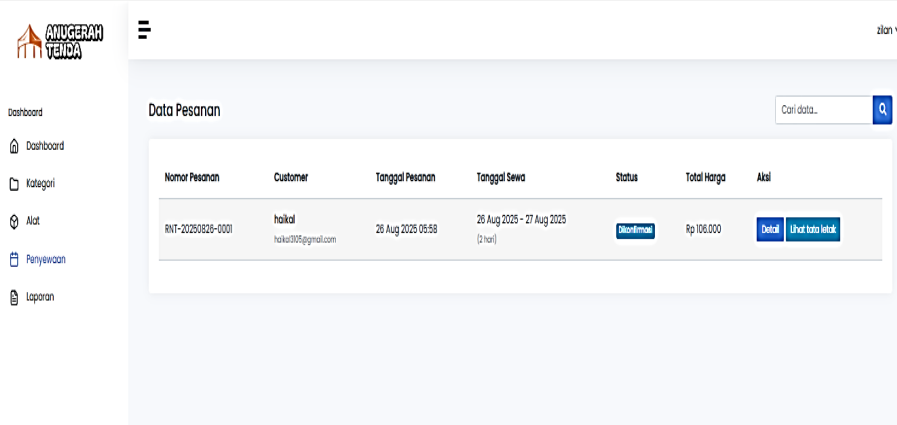 ANUGERAH
TENDA
zilan
Dashboard
Dashboard
Kategori
Alat
Penyewaan
Laporan
Data Pesanan
Cari data...
Nomor Pesanan Customer Tanggal Pesanan Tanggal Sewa Status Total Harga Aksi
RNT-20250826-0001 haikal 26 Aug 2025 05:58 26 Aug 2025 - 27 Aug 2025 Dikonfirmasi Rp 106.000 Detail Lihat tata letak
haikal3105@gmail.com (2 hari)